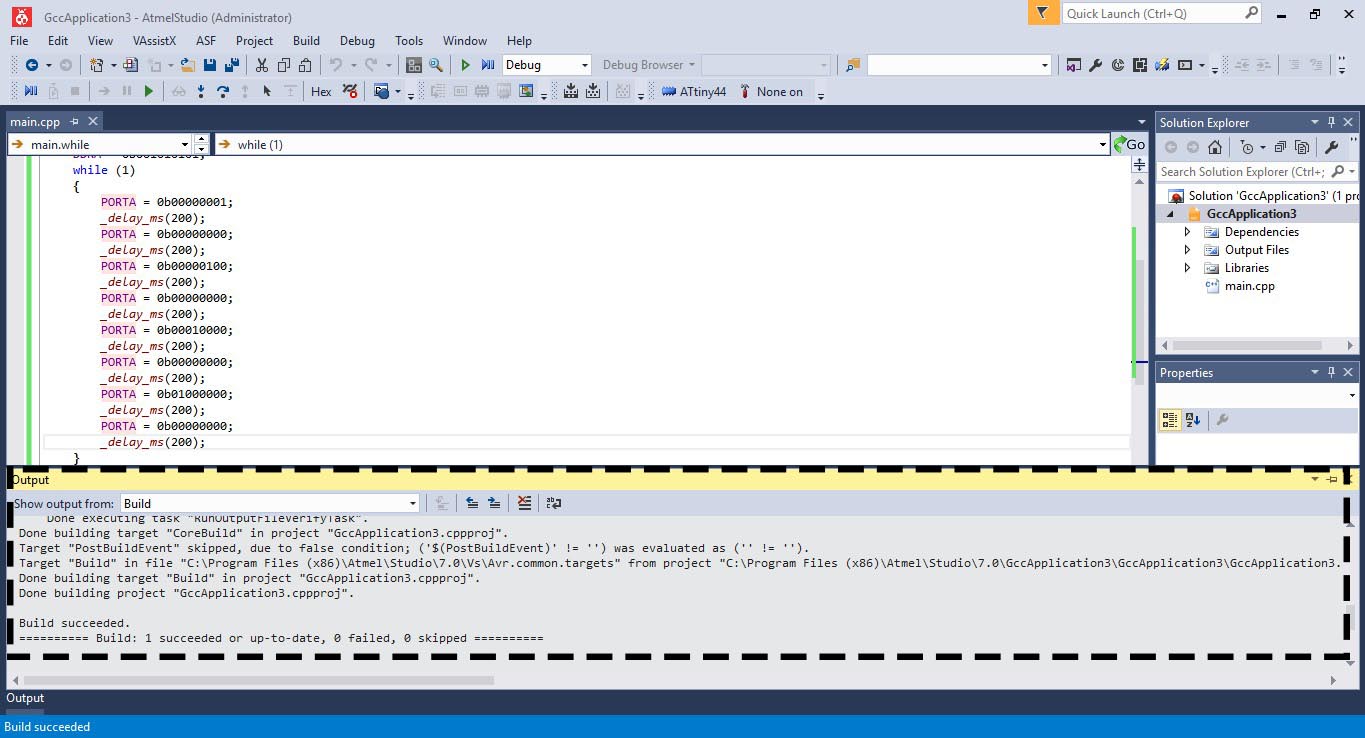 GccApplication3 - AtmelStudio (Administrator)
Quick Launch (Ctrl+Q)
File Edit View VAssistX ASF Project Build Debug Tools Window Help
Debug Debug Browser
Hex ATtiny44 None on
main.cpp
main.while while (1) Go
while (1)
{
PORTA = 0b00000001;
_delay_ms(200);
PORTA = 0b00000000;
_delay_ms(200);
PORTA = 0b00000100;
_delay_ms(200);
PORTA = 0b00000000;
_delay_ms(200);
PORTA = 0b00010000;
_delay_ms(200);
PORTA = 0b00000000;
_delay_ms(200);
PORTA = 0b01000000;
_delay_ms(200);
PORTA = 0b00000000;
_delay_ms(200);
}
Solution Explorer
Search Solution Explorer (Ctrl+;
Solution 'GccApplication3' (1 pro
GccApplication3
Dependencies
Output Files
Libraries
main.cpp
Properties
Output
Show output from: Build
Done executing task "RunOutputFileVerifyTask".
Done building target "CoreBuild" in project "GccApplication3.cppproj".
Target "PostBuildEvent" skipped, due to false condition; ('$(PostBuildEvent)' != '') was evaluated as ('' != '').
Target "Build" in file "C:\Program Files (x86)\Atmel\Studio\7.0\Vs\Avr.common.targets" from project "C:\Program Files (x86)\Atmel\Studio\7.0\GccApplication3\GccApplication3\GccApplication3.
Done building target "Build" in project "GccApplication3.cppproj".
Done building project "GccApplication3.cppproj".
Build succeeded.
========== Build: 1 succeeded or up-to-date, 0 failed, 0 skipped ==========
Output
Build succeeded